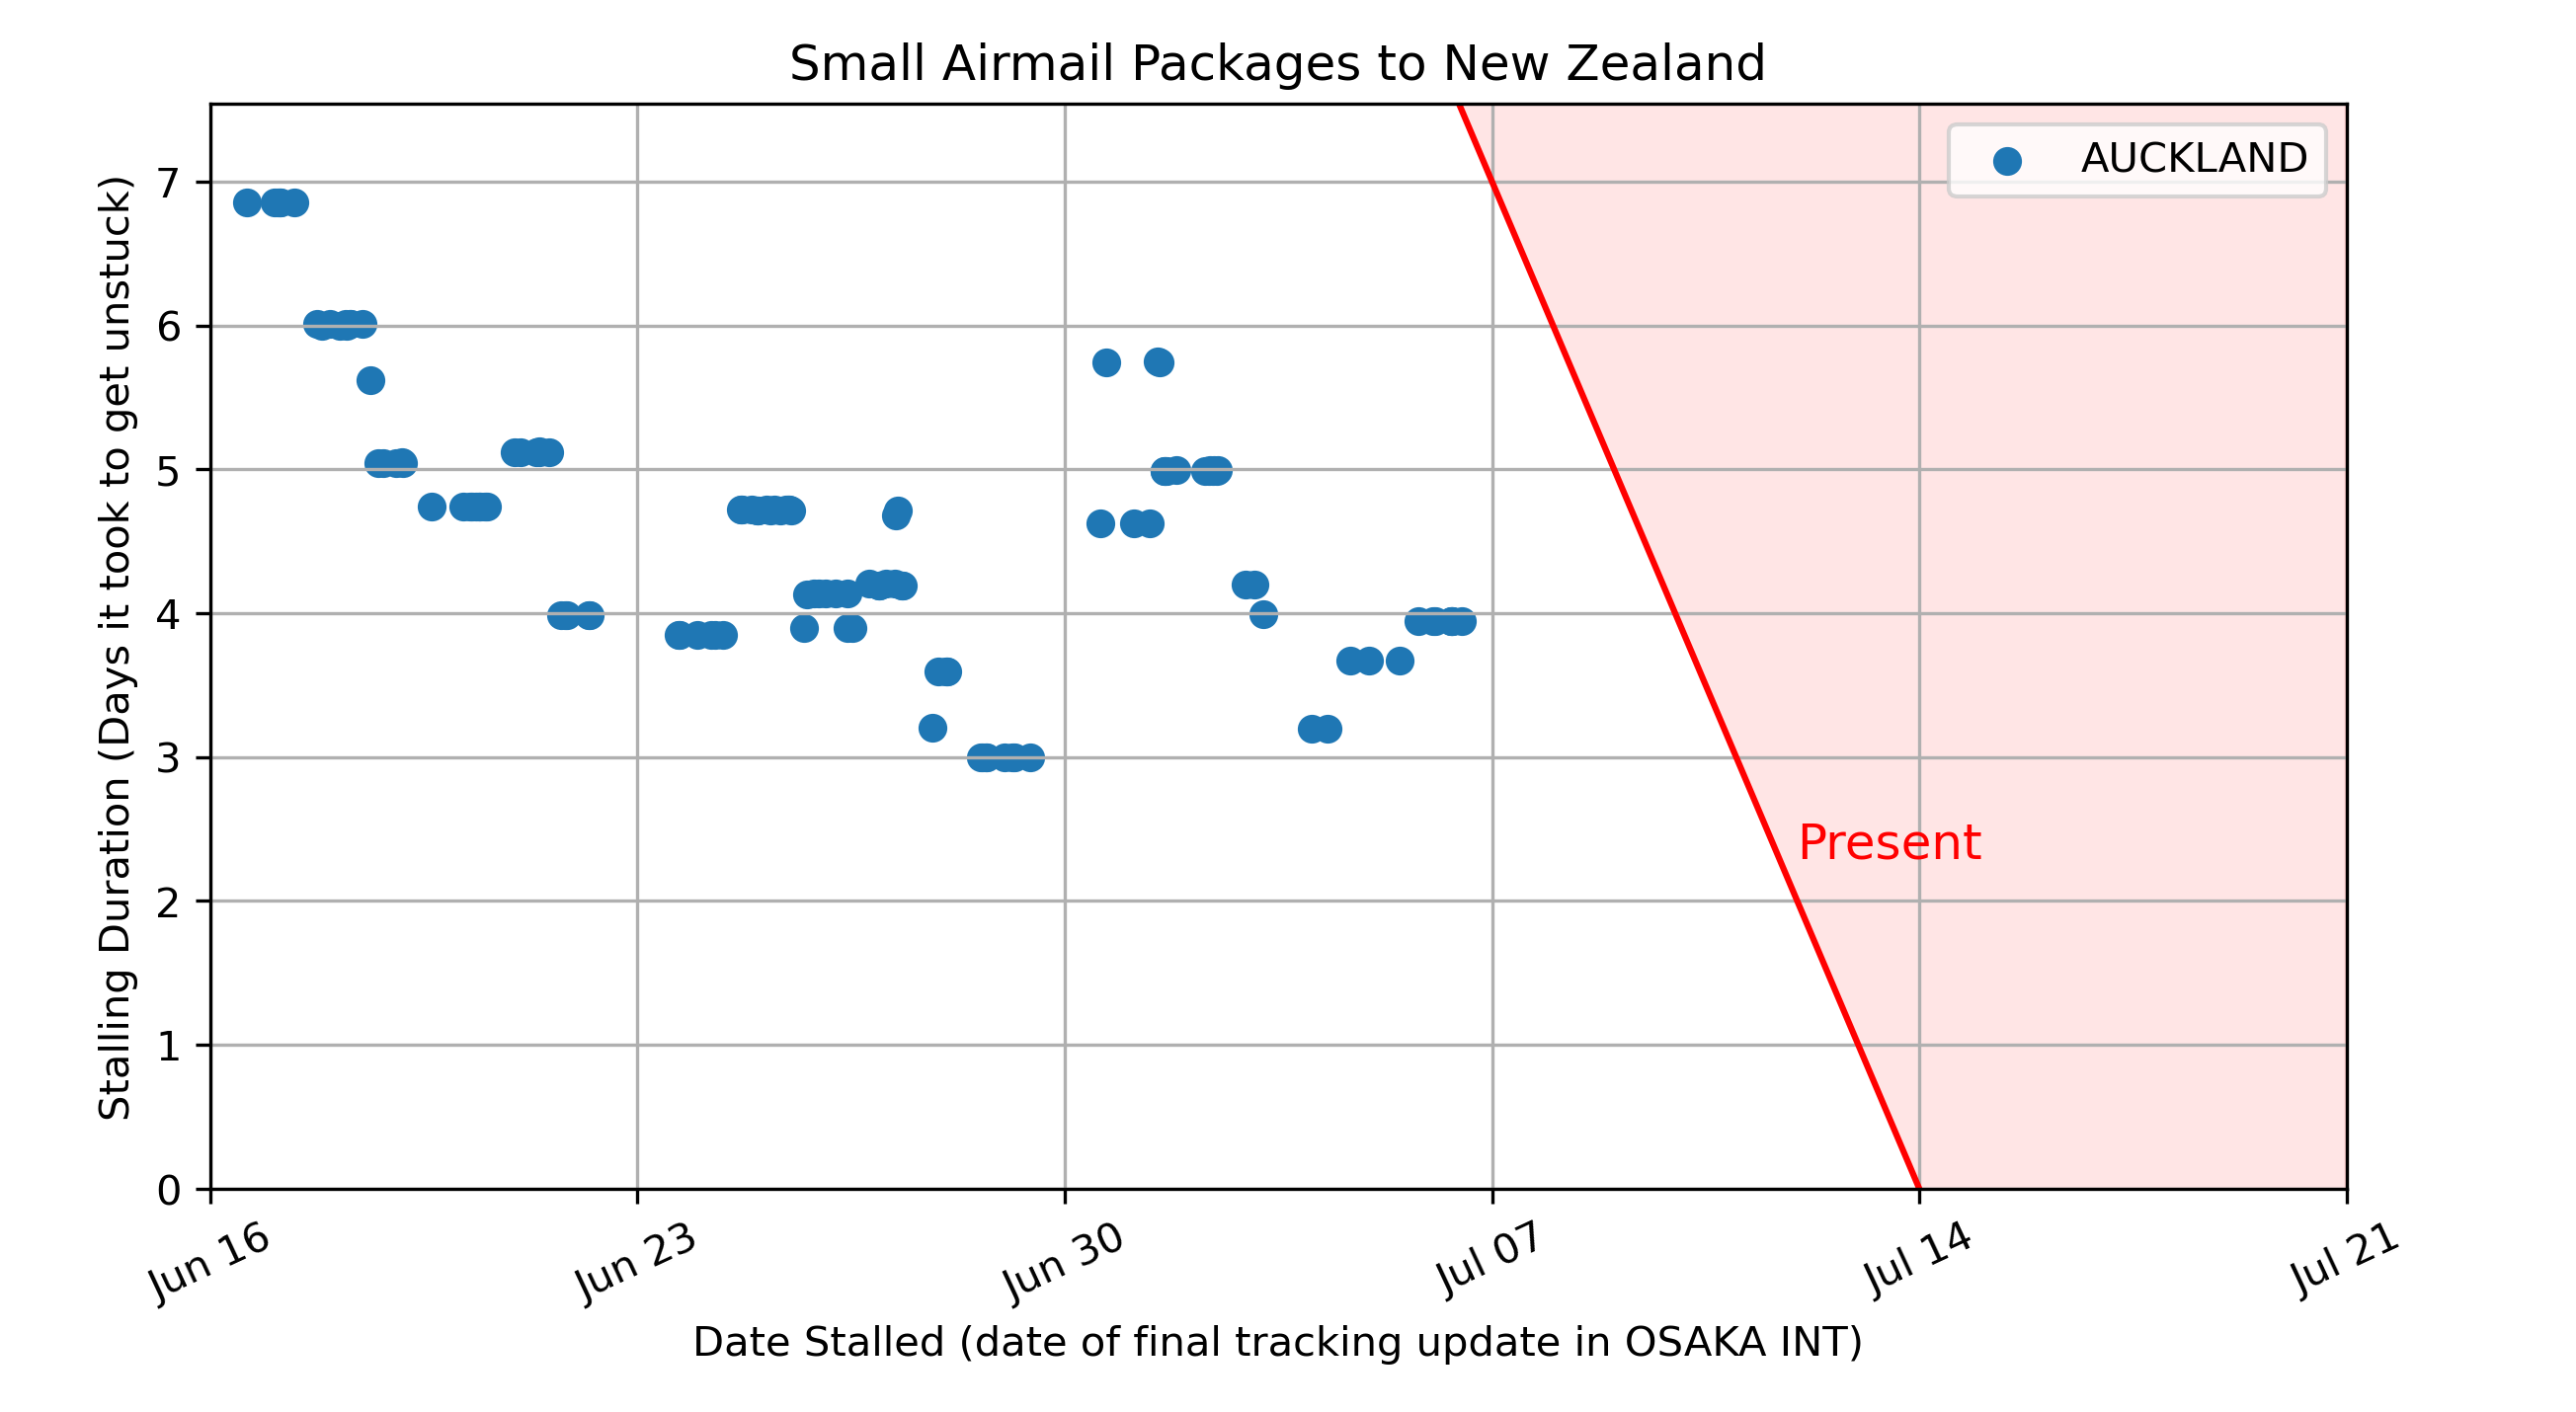 Small Airmail Packages to New Zealand
AUCKLAND
Present
Stalling Duration (Days it took to get unstuck)
7
6
5
4
3
2
1
0
Jun 16
Jun 23
Jun 30
Jul 07
Jul 14
Jul 21
Date Stalled (date of final tracking update in OSAKA INT)